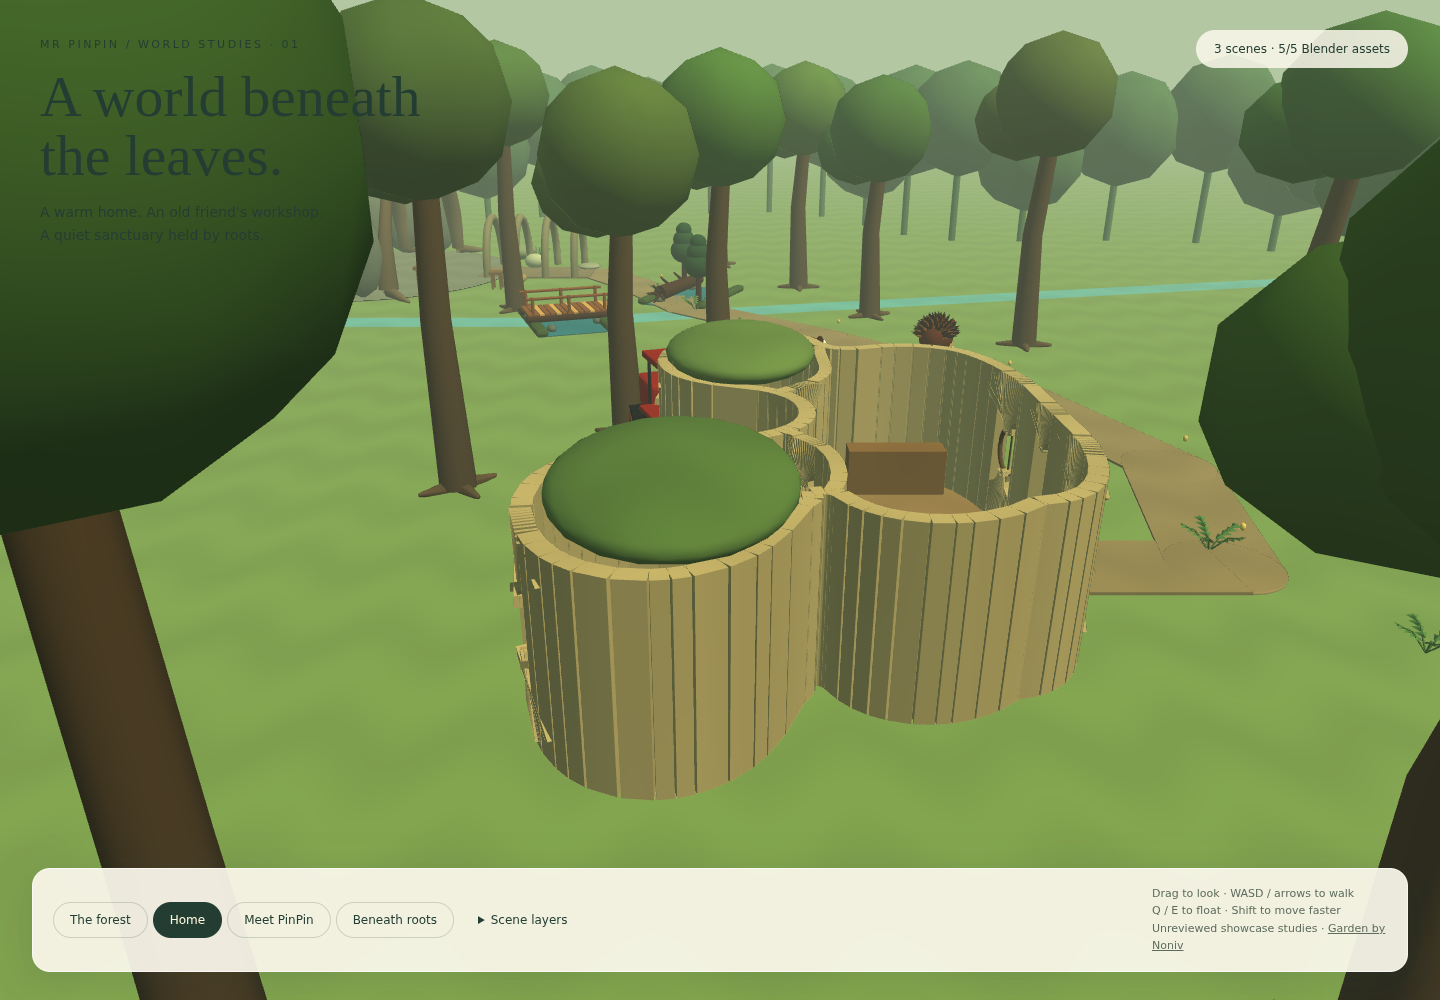 MR PINPIN / WORLD STUDIES · 01
A world beneath
the leaves.
A warm home. An old friend's workshop.
A quiet sanctuary held by roots.
3 scenes · 5/5 Blender assets
The forest
Home
Meet PinPin
Beneath roots
Scene layers
Drag to look · WASD / arrows to walk
Q / E to float · Shift to move faster
Unreviewed showcase studies · Garden by
Noniv